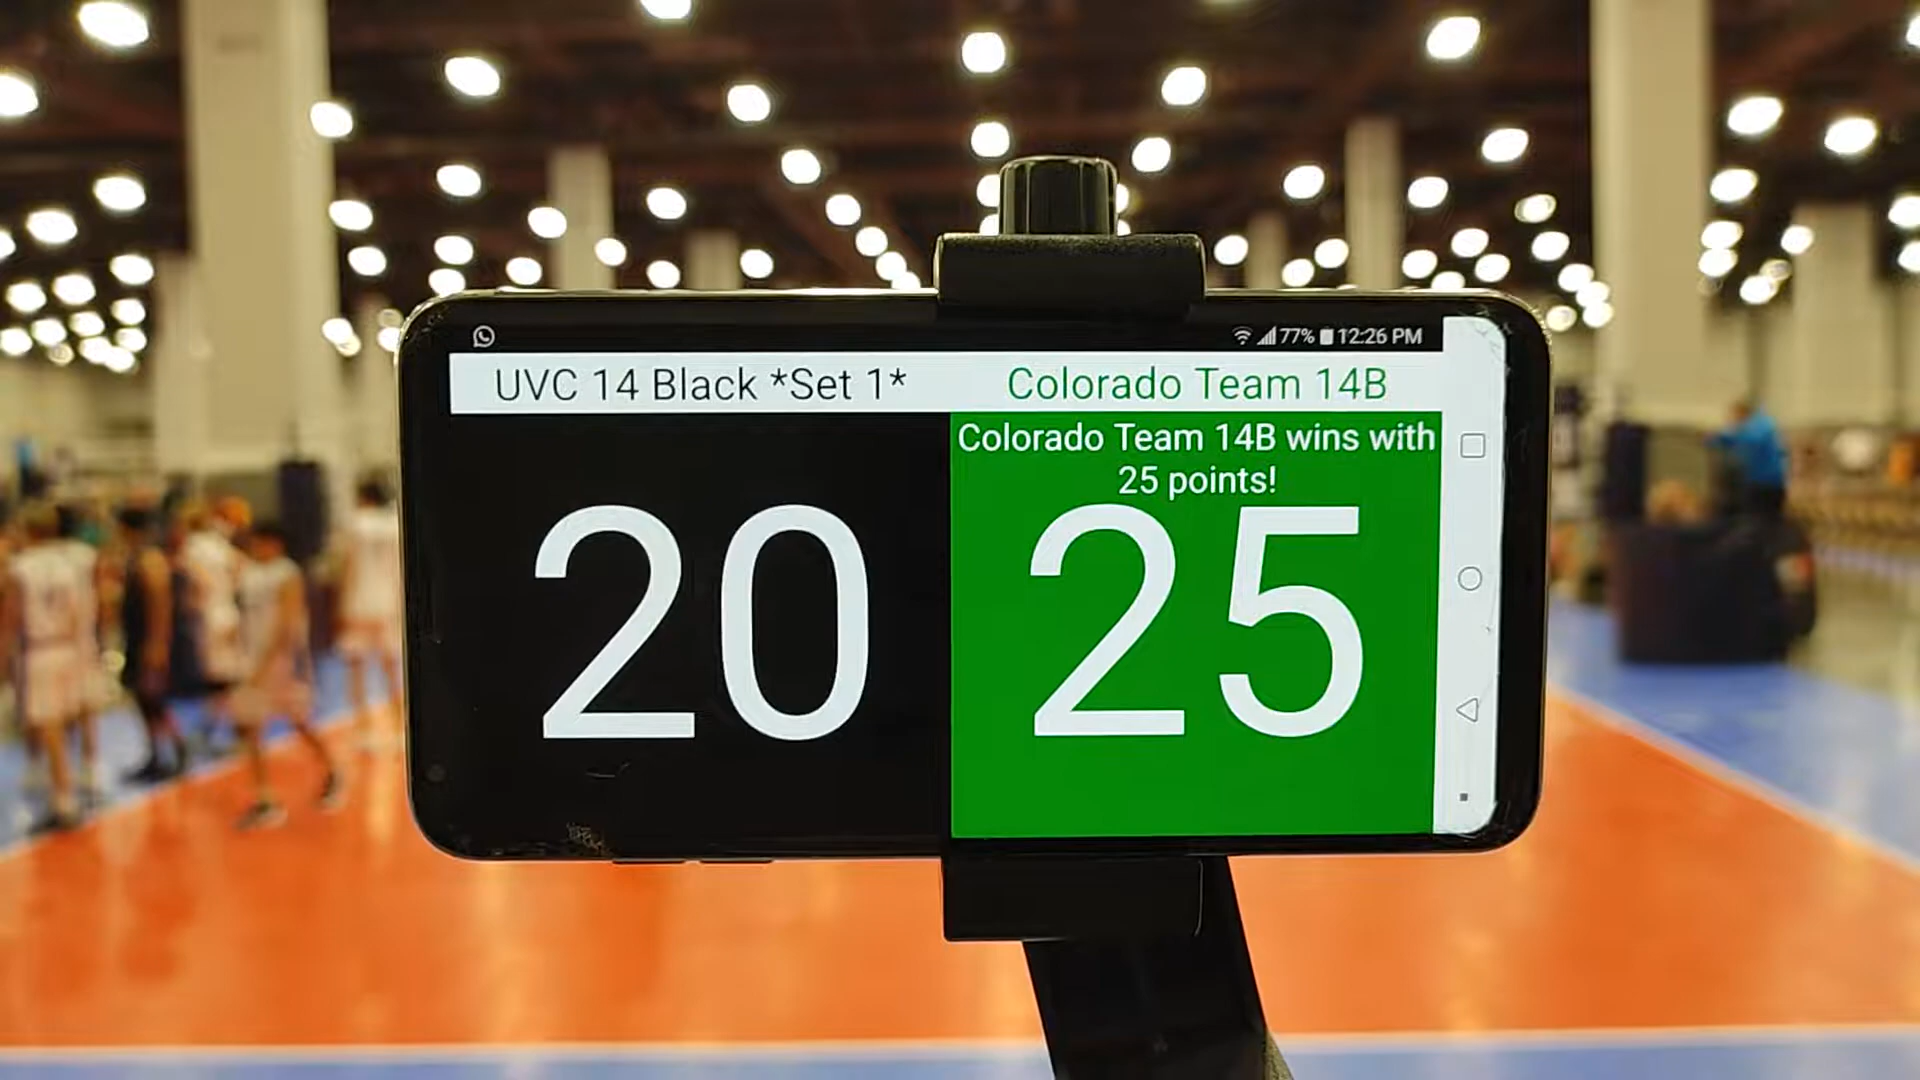 77% 12:26 PM
UVC 14 Black *Set 1* Colorado Team 14B
Colorado Team 14B wins with
25 points!
20 25